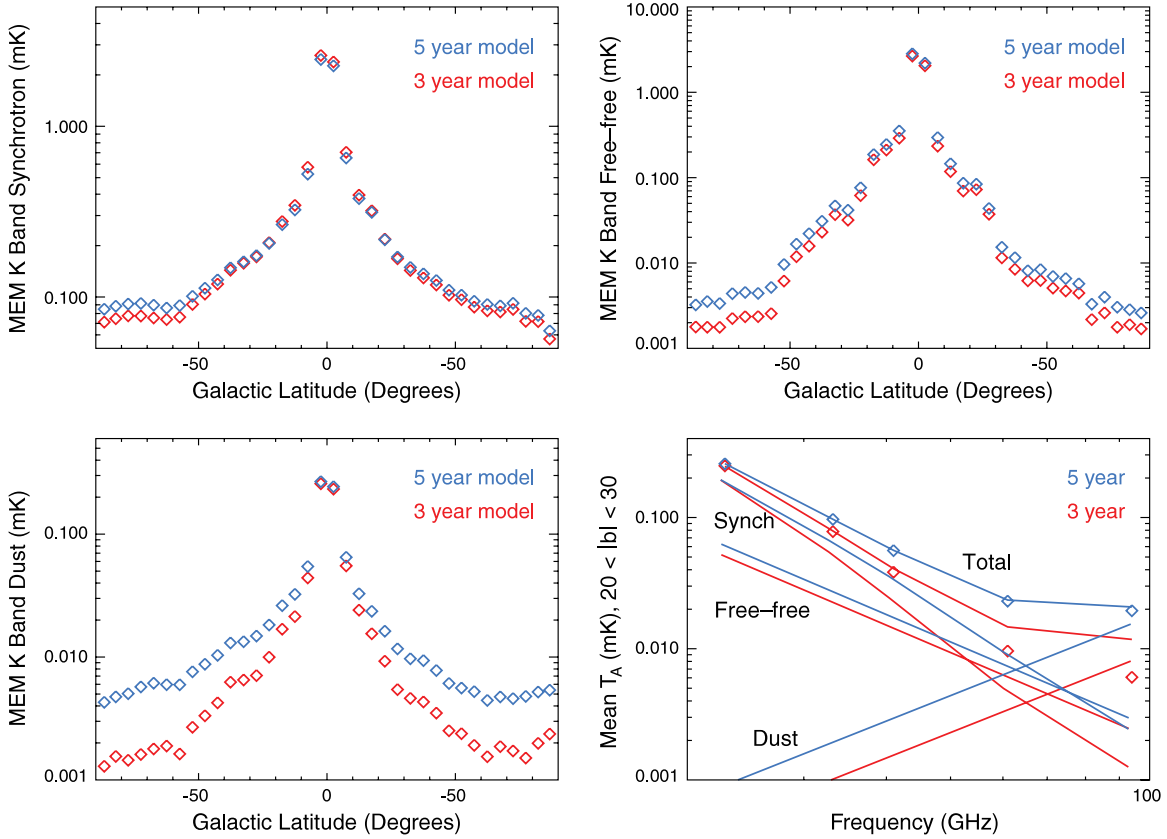 MEM K Band Synchrotron (mK)
1.000
0.100
5 year model
3 year model
-50
0
-50
Galactic Latitude (Degrees)
MEM K Band Free–free (mK)
10.000
1.000
0.100
0.010
0.001
5 year model
3 year model
-50
0
-50
Galactic Latitude (Degrees)
MEM K Band Dust (mK)
0.100
0.010
0.001
5 year model
3 year model
-50
0
-50
Galactic Latitude (Degrees)
Mean T_A (mK), 20 < |b| < 30
0.100
0.010
0.001
5 year
3 year
Synch
Total
Free–free
Dust
100
Frequency (GHz)